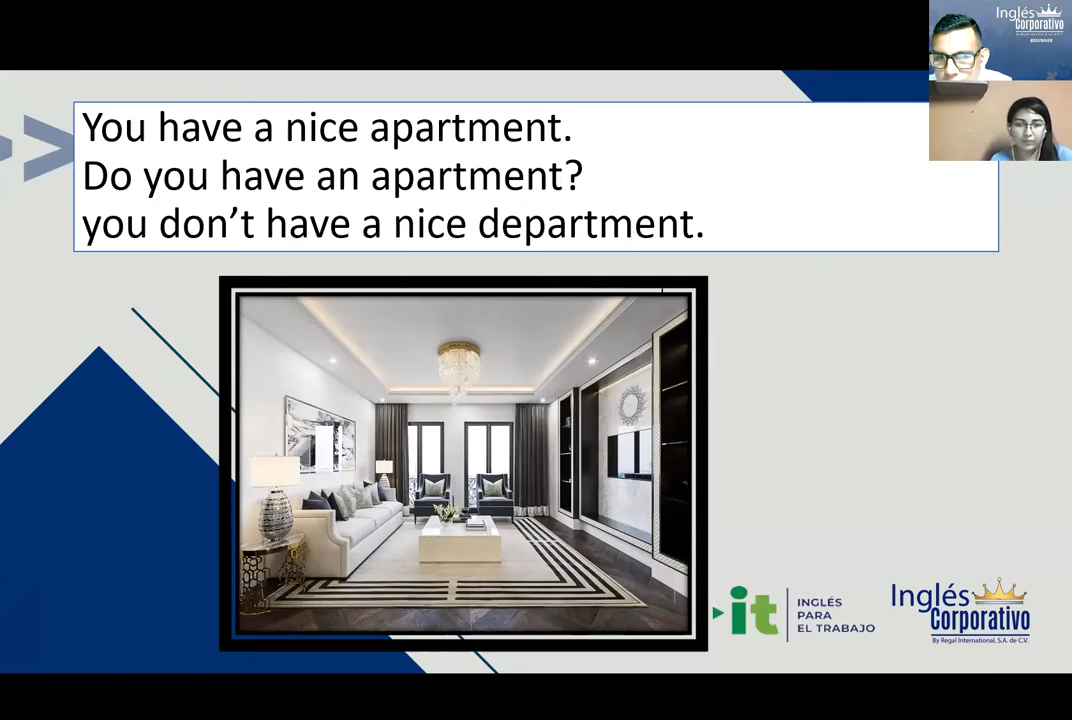 You have a nice apartment.
Do you have an apartment?
you don’t have a nice department.
Inglés
Corporativo
BEGINNER
it
INGLÉS
PARA
EL TRABAJO
Inglés
Corporativo
By Regal International, S.A. de C.V.